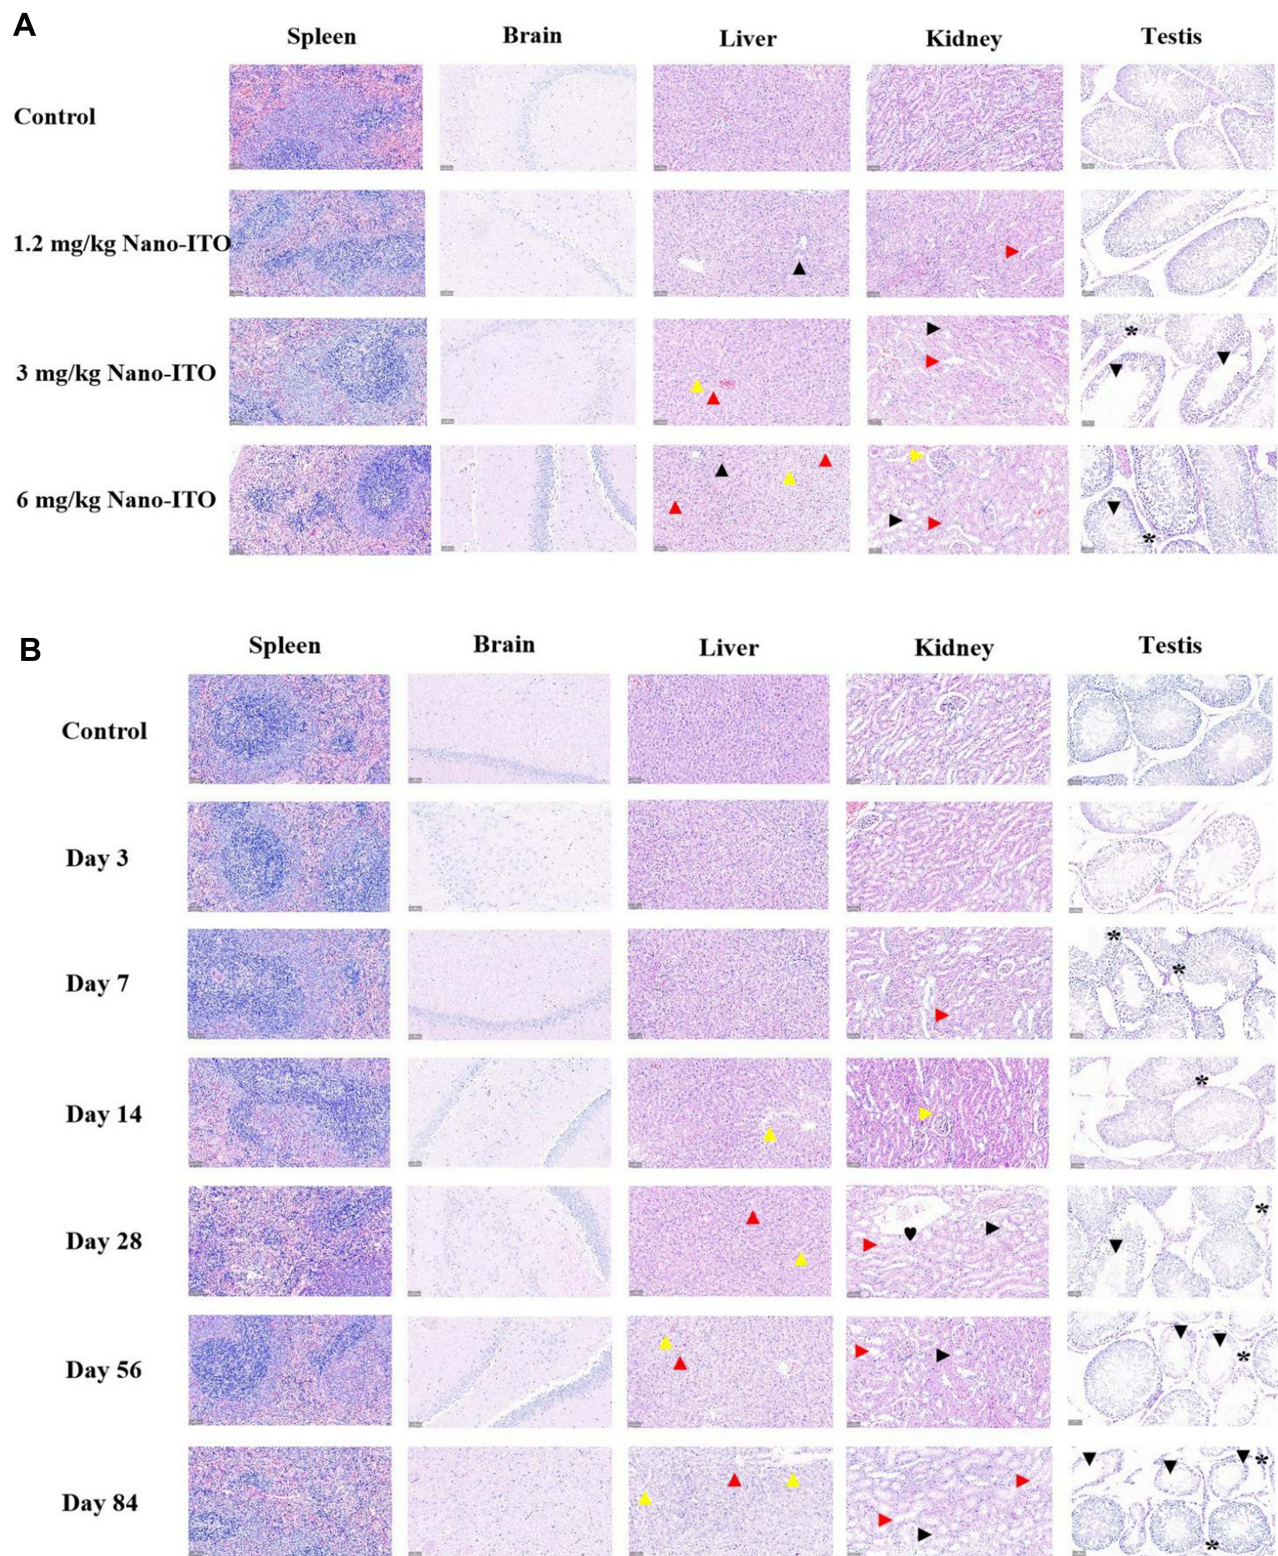 A
Spleen Brain Liver Kidney Testis
Control
1.2 mg/kg Nano-ITO
3 mg/kg Nano-ITO
6 mg/kg Nano-ITO
B
Spleen Brain Liver Kidney Testis
Control
Day 3
Day 7
Day 14
Day 28
Day 56
Day 84